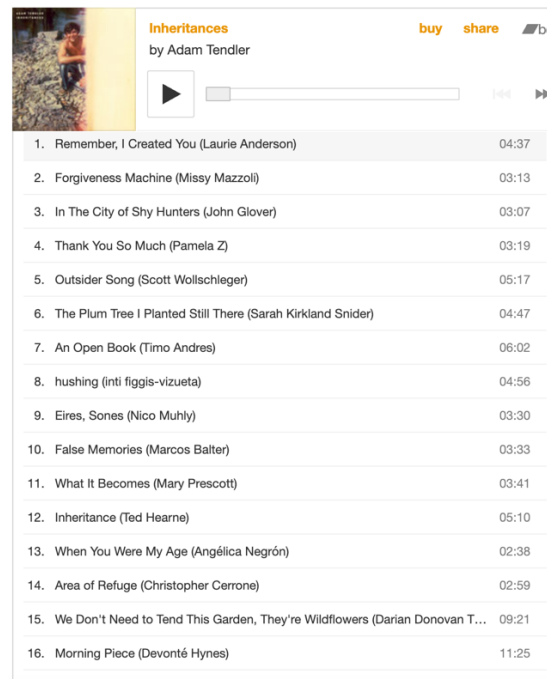 ADAM TENDLER
INHERITANCES
Inheritances buy share b
by Adam Tendler
1. Remember, I Created You (Laurie Anderson) 04:37
2. Forgiveness Machine (Missy Mazzoli) 03:13
3. In The City of Shy Hunters (John Glover) 03:07
4. Thank You So Much (Pamela Z) 03:19
5. Outsider Song (Scott Wollschleger) 05:17
6. The Plum Tree I Planted Still There (Sarah Kirkland Snider) 04:47
7. An Open Book (Timo Andres) 06:02
8. hushing (inti figgis-vizueta) 04:56
9. Eires, Sones (Nico Muhly) 03:30
10. False Memories (Marcos Balter) 03:33
11. What It Becomes (Mary Prescott) 03:41
12. Inheritance (Ted Hearne) 05:10
13. When You Were My Age (Angélica Negrón) 02:38
14. Area of Refuge (Christopher Cerrone) 02:59
15. We Don't Need to Tend This Garden, They're Wildflowers (Darian Donovan T... 09:21
16. Morning Piece (Devonté Hynes) 11:25